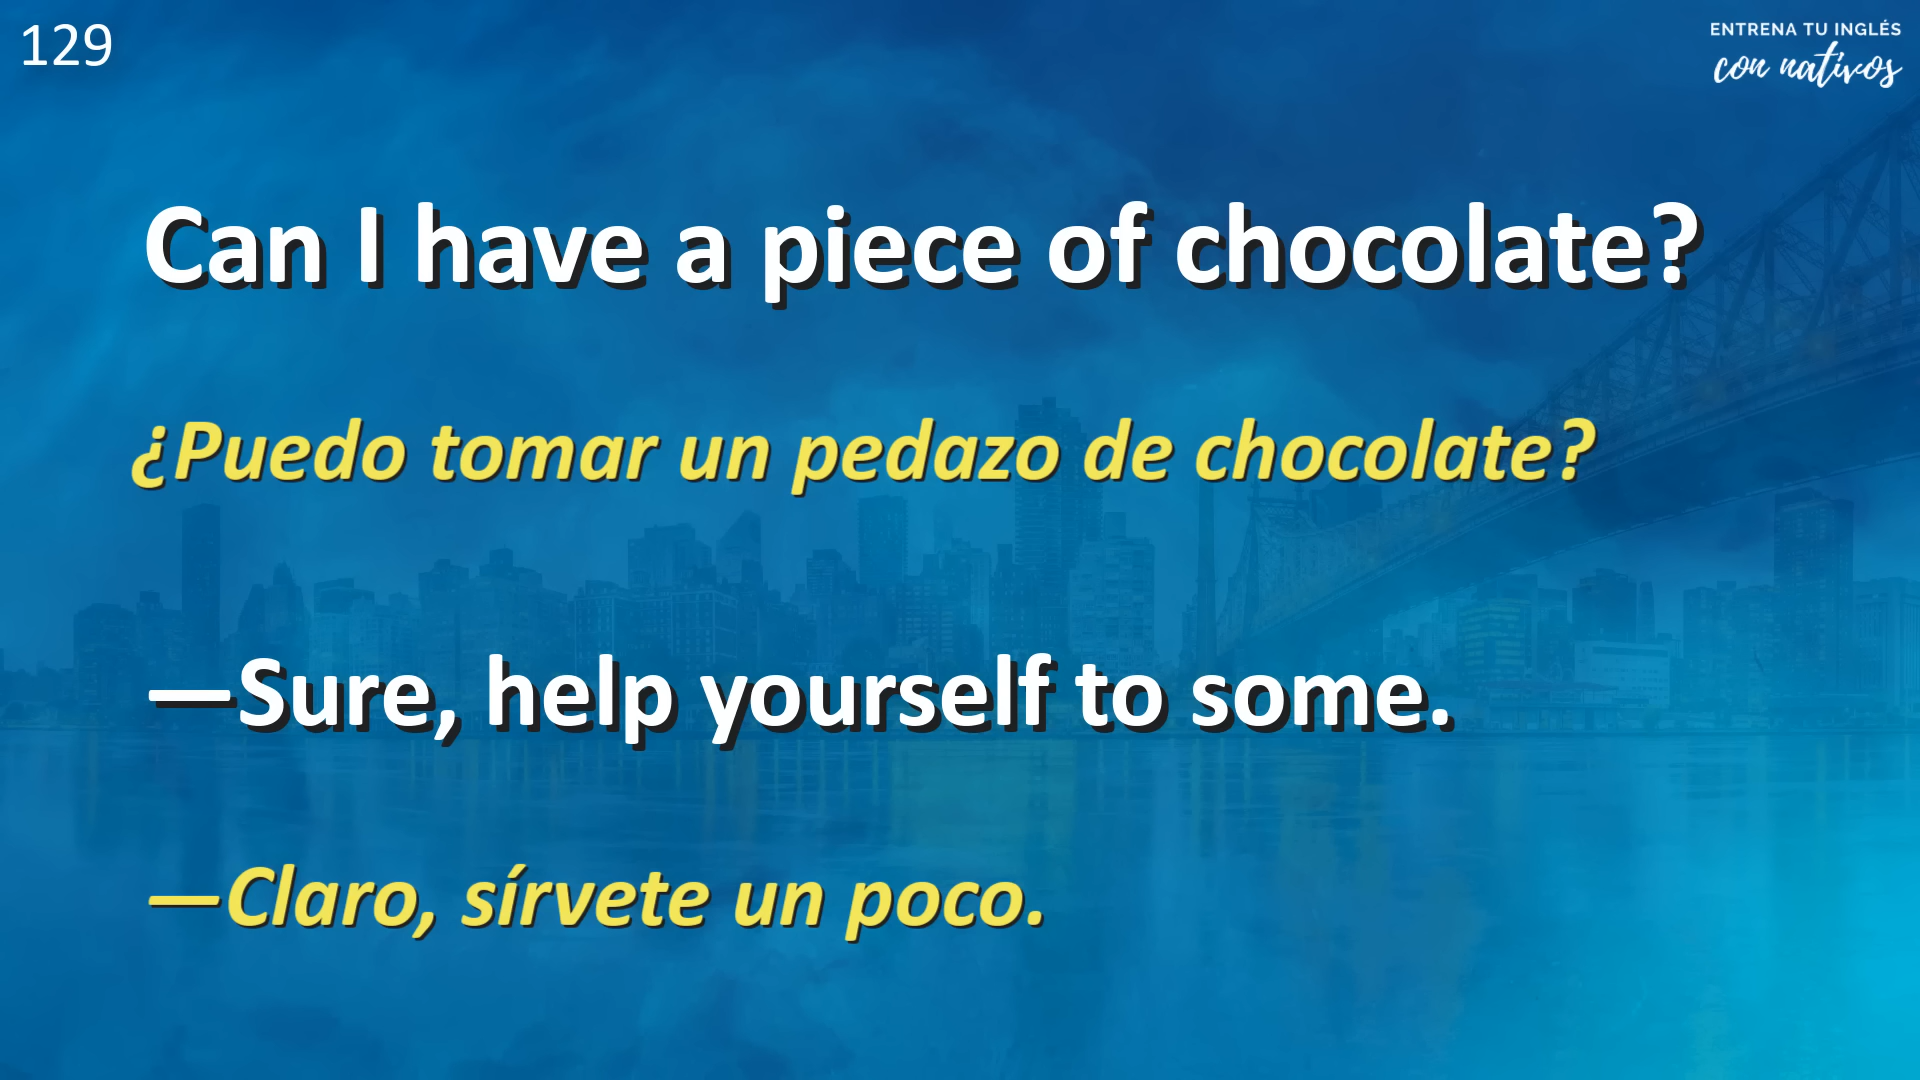 129
ENTRENA TU INGLÉS
con nativos
Can I have a piece of chocolate?
¿Puedo tomar un pedazo de chocolate?
—Sure, help yourself to some.
—Claro, sírvete un poco.